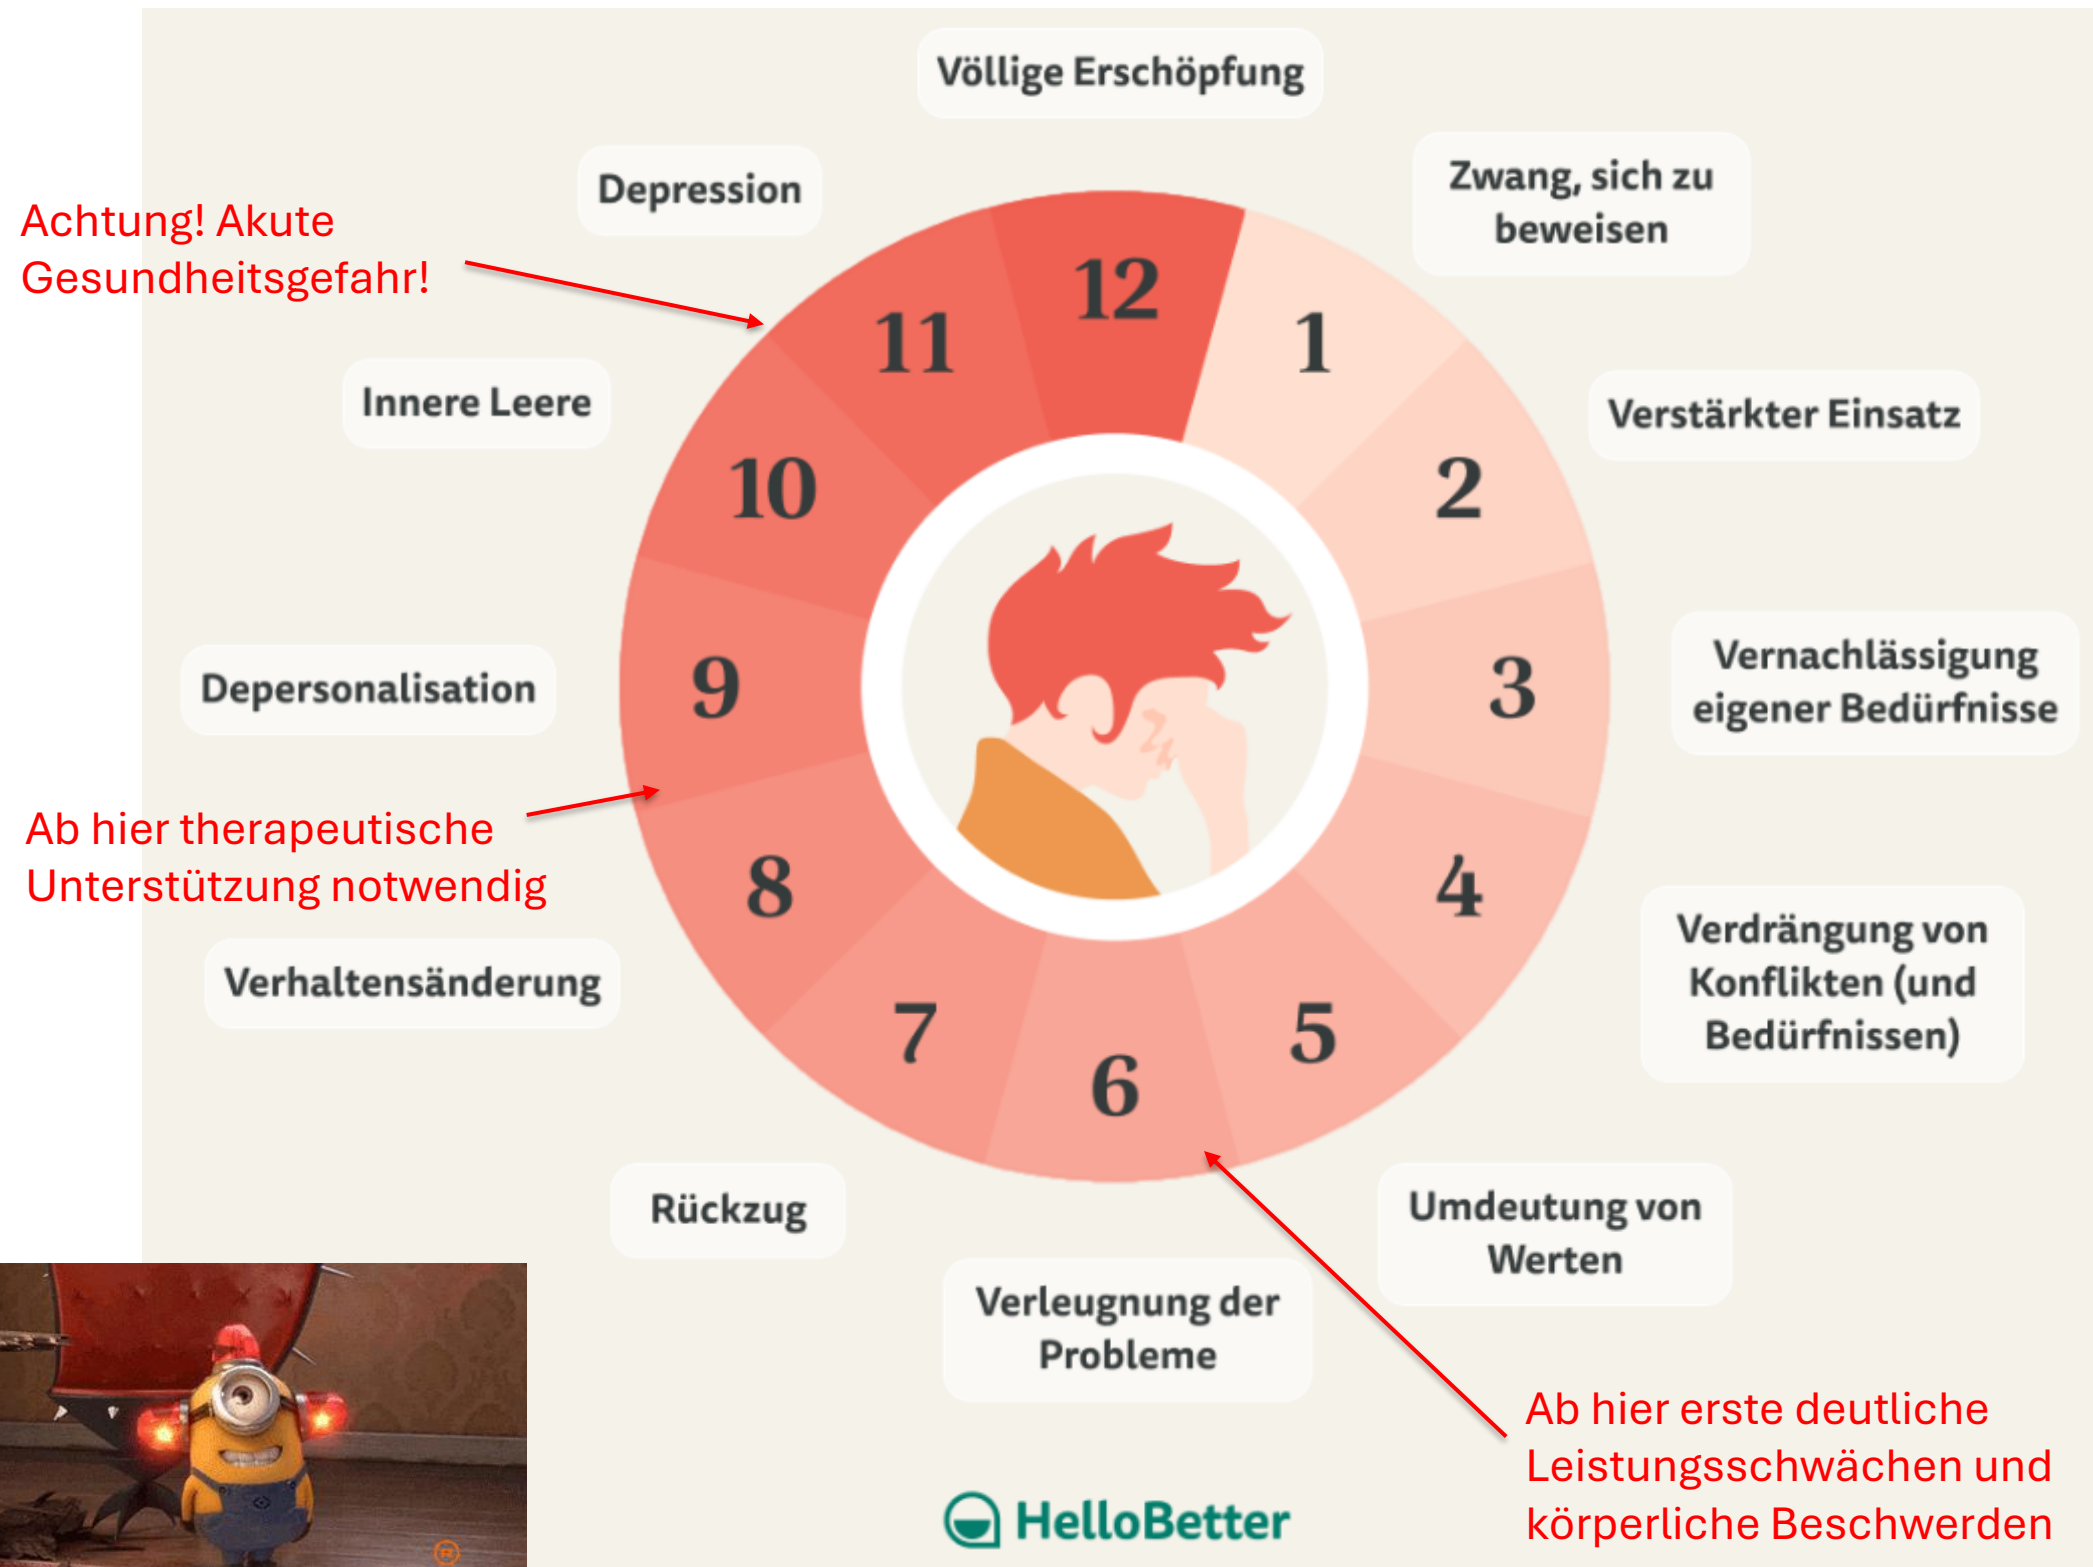 Völlige Erschöpfung
12
Zwang, sich zu
beweisen
1
Verstärkter Einsatz
2
Vernachlässigung
eigener Bedürfnisse
3
Verdrängung von
Konflikten (und
Bedürfnissen)
4
Umdeutung von
Werten
5
Verleugnung der
Probleme
6
Ab hier erste deutliche
Leistungsschwächen und
körperliche Beschwerden
Rückzug
7
Verhaltensänderung
8
Ab hier therapeutische
Unterstützung notwendig
Depersonalisation
9
Innere Leere
10
Achtung! Akute
Gesundheitsgefahr!
Depression
11
HelloBetter